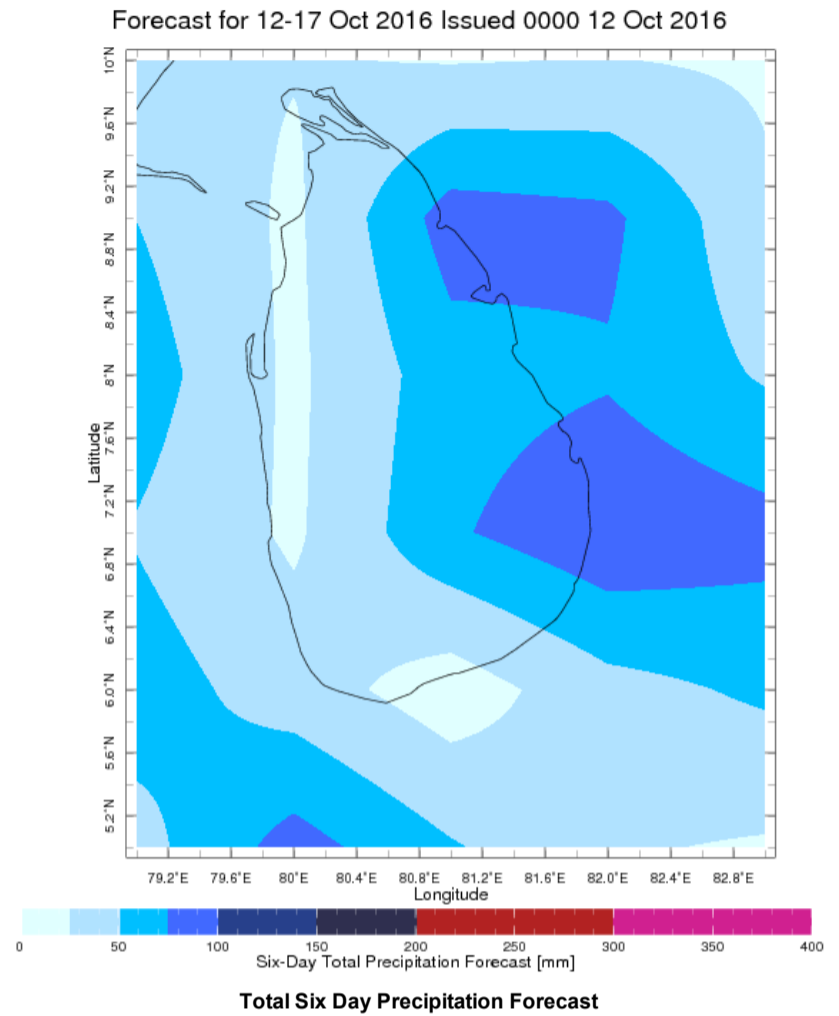 Forecast for 12-17 Oct 2016 Issued 0000 12 Oct 2016
10°N
9.6°N
9.2°N
8.8°N
8.4°N
8°N
7.6°N
7.2°N
6.8°N
6.4°N
6.0°N
5.6°N
5.2°N
Latitude
79.2°E 79.6°E 80°E 80.4°E 80.8°E 81.2°E 81.6°E 82.0°E 82.4°E 82.8°E
Longitude
0 50 100 150 200 250 300 350 400
Six-Day Total Precipitation Forecast [mm]
Total Six Day Precipitation Forecast